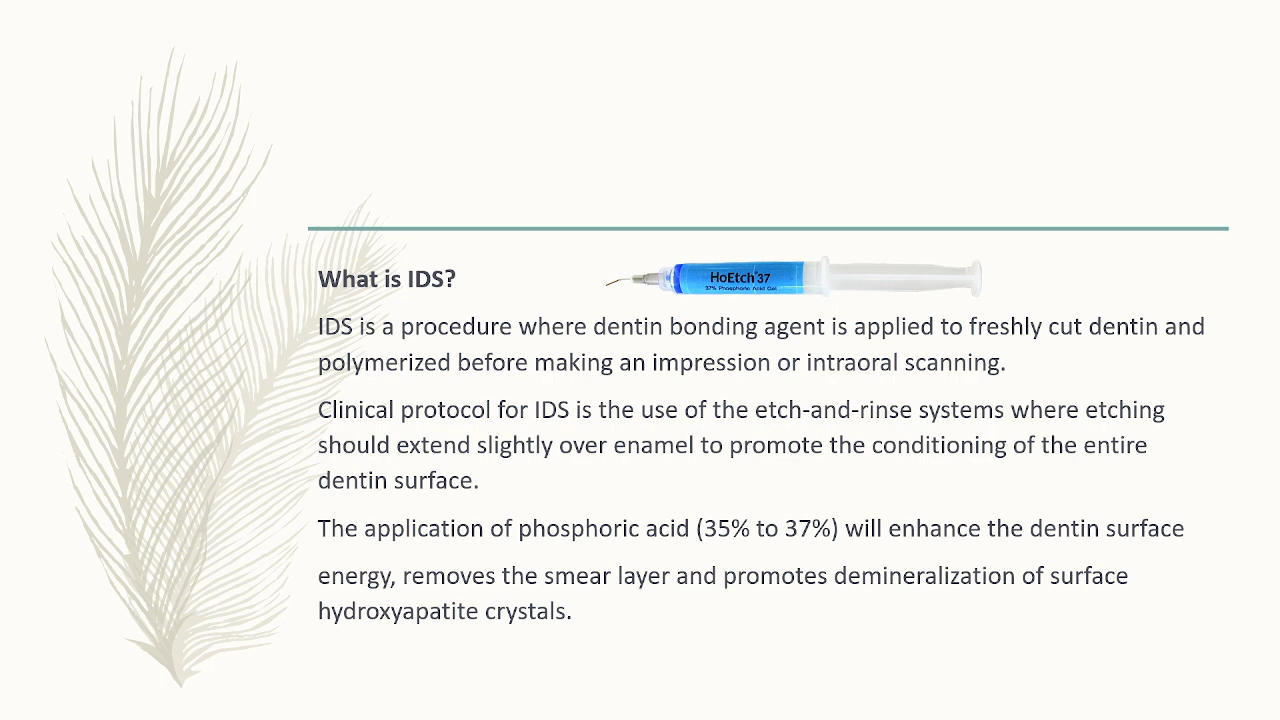 What is IDS?
HoEtch'37
37% Phosphoric Acid Gel
IDS is a procedure where dentin bonding agent is applied to freshly cut dentin and
polymerized before making an impression or intraoral scanning.
Clinical protocol for IDS is the use of the etch-and-rinse systems where etching
should extend slightly over enamel to promote the conditioning of the entire
dentin surface.
The application of phosphoric acid (35% to 37%) will enhance the dentin surface
energy, removes the smear layer and promotes demineralization of surface
hydroxyapatite crystals.